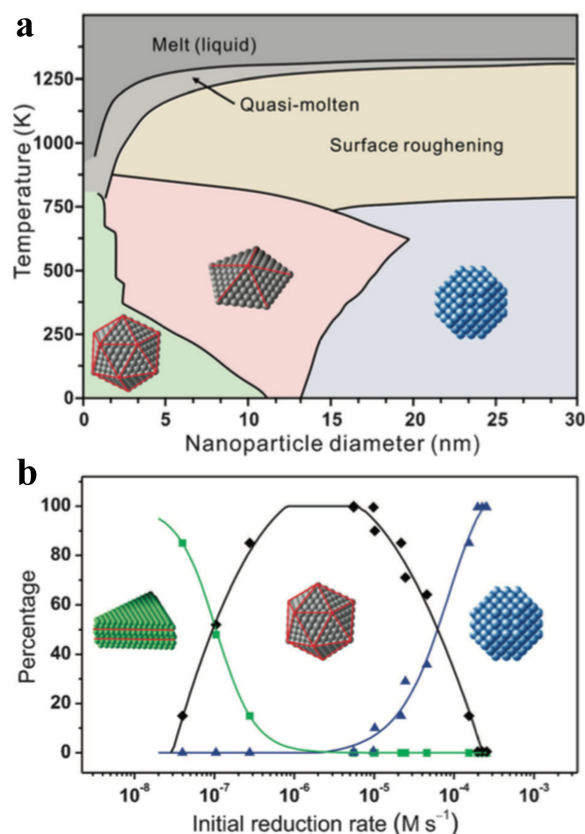 a
Melt (liquid)
Quasi-molten
Surface roughening
Temperature (K)
1250
1000
750
500
250
0
0 5 10 15 20 25 30
Nanoparticle diameter (nm)
b
Percentage
100
80
60
40
20
0
10⁻⁸ 10⁻⁷ 10⁻⁶ 10⁻⁵ 10⁻⁴ 10⁻³
Initial reduction rate (M s⁻¹)